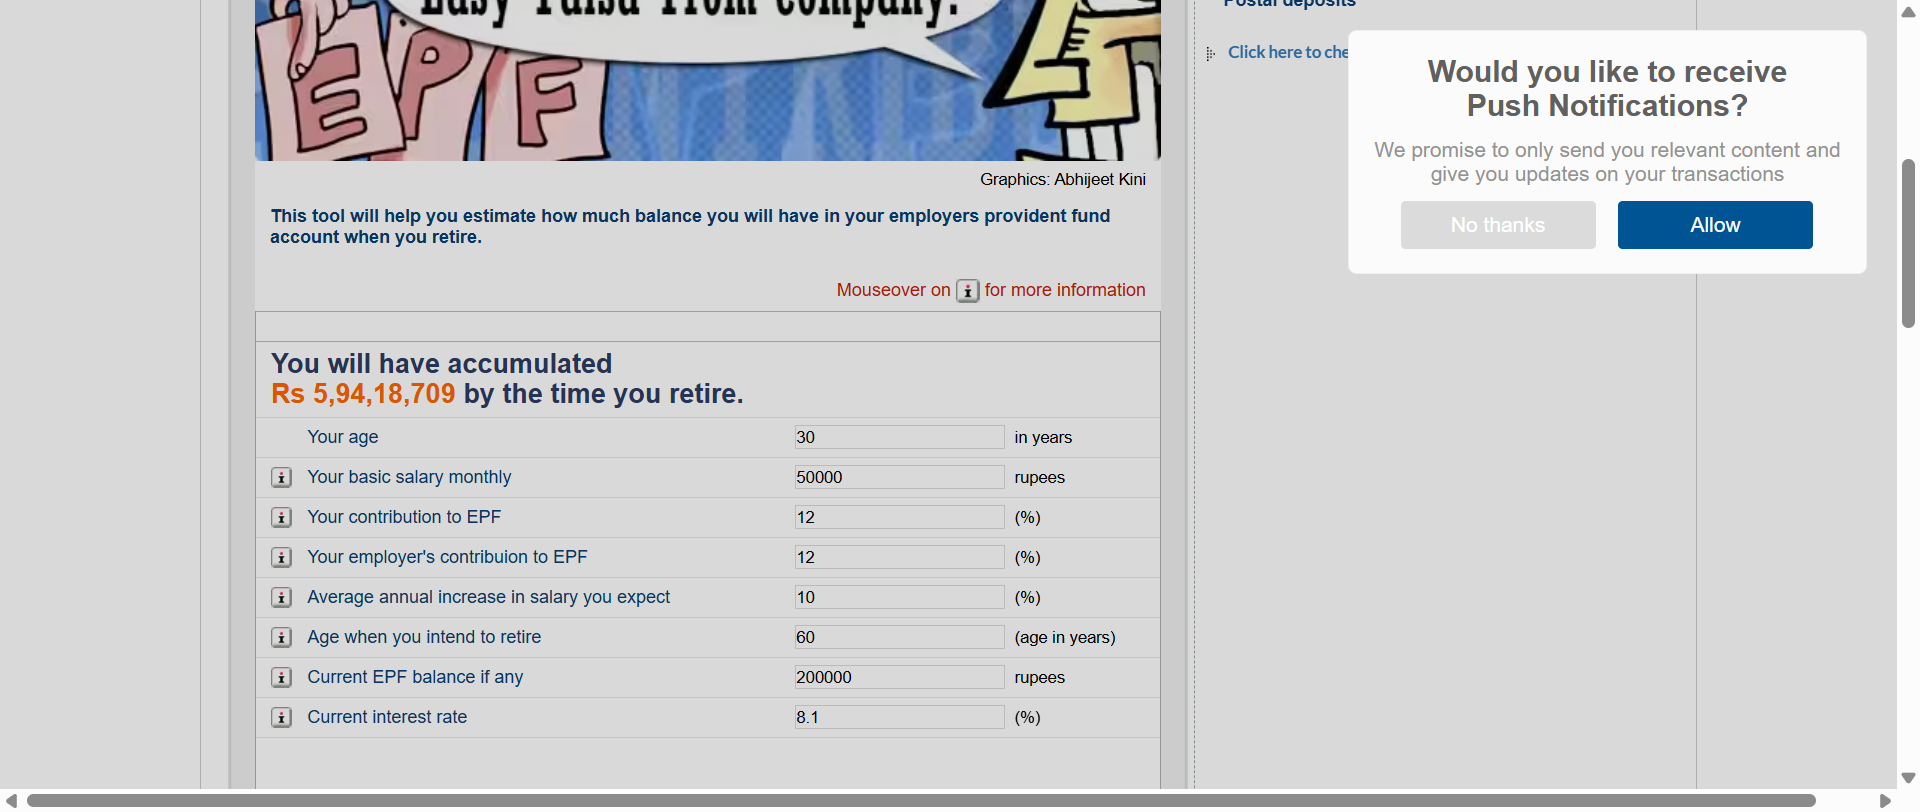 Easy Paisa From Company.
EPF
Graphics: Abhijeet Kini
This tool will help you estimate how much balance you will have in your employers provident fund
account when you retire.
Mouseover on i for more information
You will have accumulated
Rs 5,94,18,709 by the time you retire.
Your age 30 in years
i Your basic salary monthly 50000 rupees
i Your contribution to EPF 12 (%)
i Your employer's contribuion to EPF 12 (%)
i Average annual increase in salary you expect 10 (%)
i Age when you intend to retire 60 (age in years)
i Current EPF balance if any 200000 rupees
i Current interest rate 8.1 (%)
Postal deposits
Click here to che
Would you like to receive
Push Notifications?
We promise to only send you relevant content and
give you updates on your transactions
No thanks
Allow